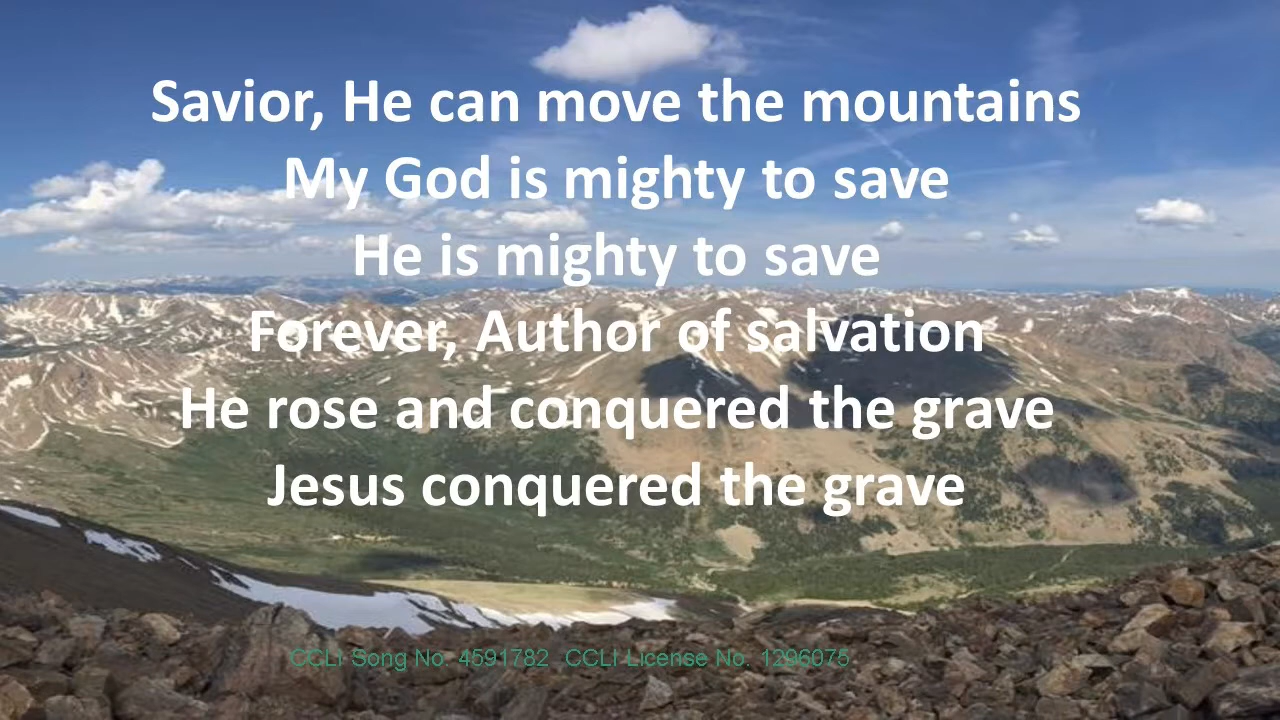 Savior, He can move the mountains
My God is mighty to save
He is mighty to save
Forever, Author of salvation
He rose and conquered the grave
Jesus conquered the grave
CCLI Song No. 4591782 CCLI License No. 1296075